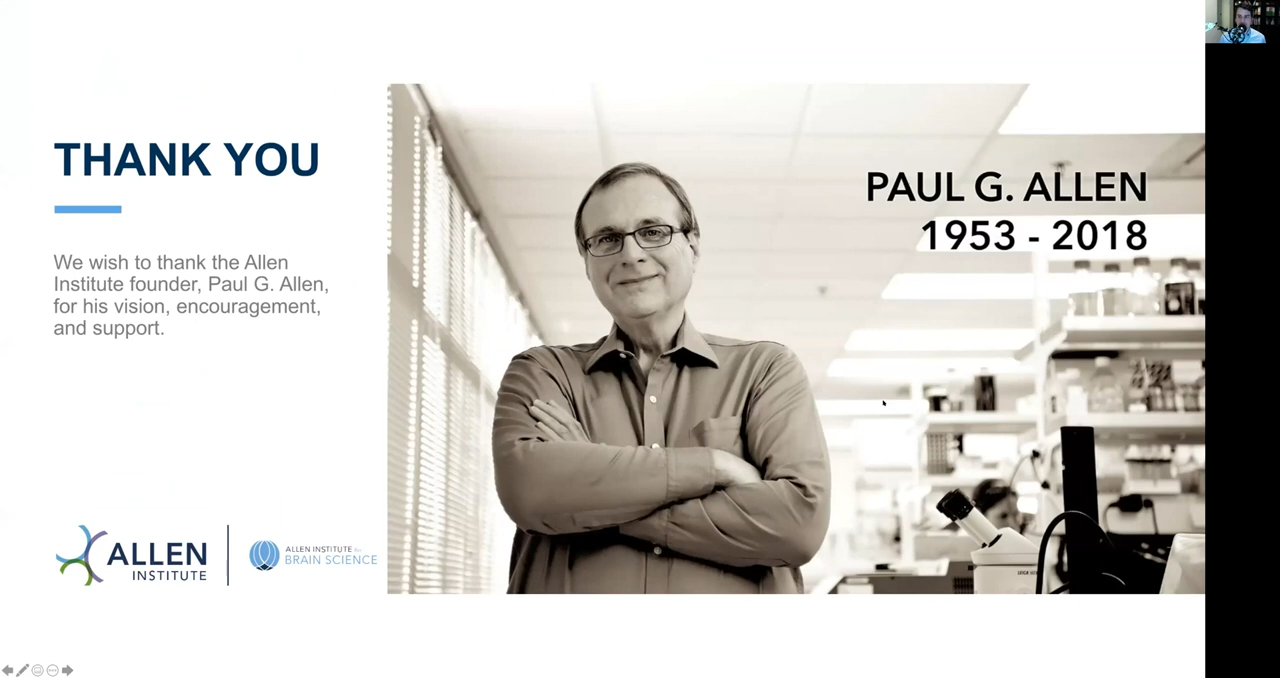 THANK YOU
We wish to thank the Allen
Institute founder, Paul G. Allen,
for his vision, encouragement,
and support.
PAUL G. ALLEN
1953 - 2018
ALLEN
INSTITUTE
ALLEN INSTITUTE for
BRAIN SCIENCE